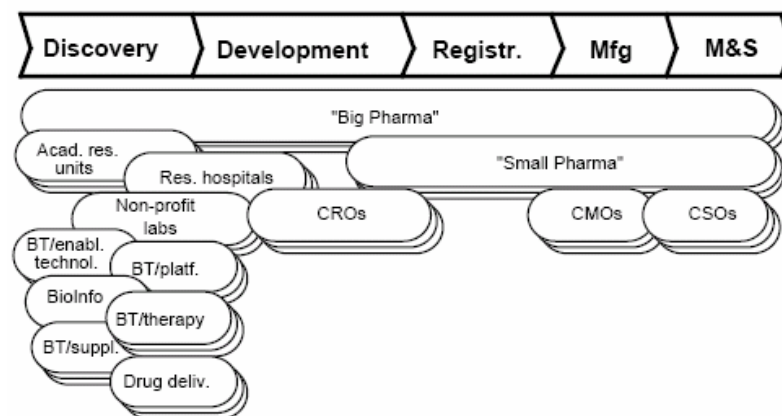 Discovery
Development
Registr.
Mfg
M&S
"Big Pharma"
Acad. res.
units
Res. hospitals
"Small Pharma"
Non-profit
labs
CROs
CMOs
CSOs
BT/enabl.
technol.
BT/platf.
BioInfo
BT/therapy
BT/suppl.
Drug deliv.